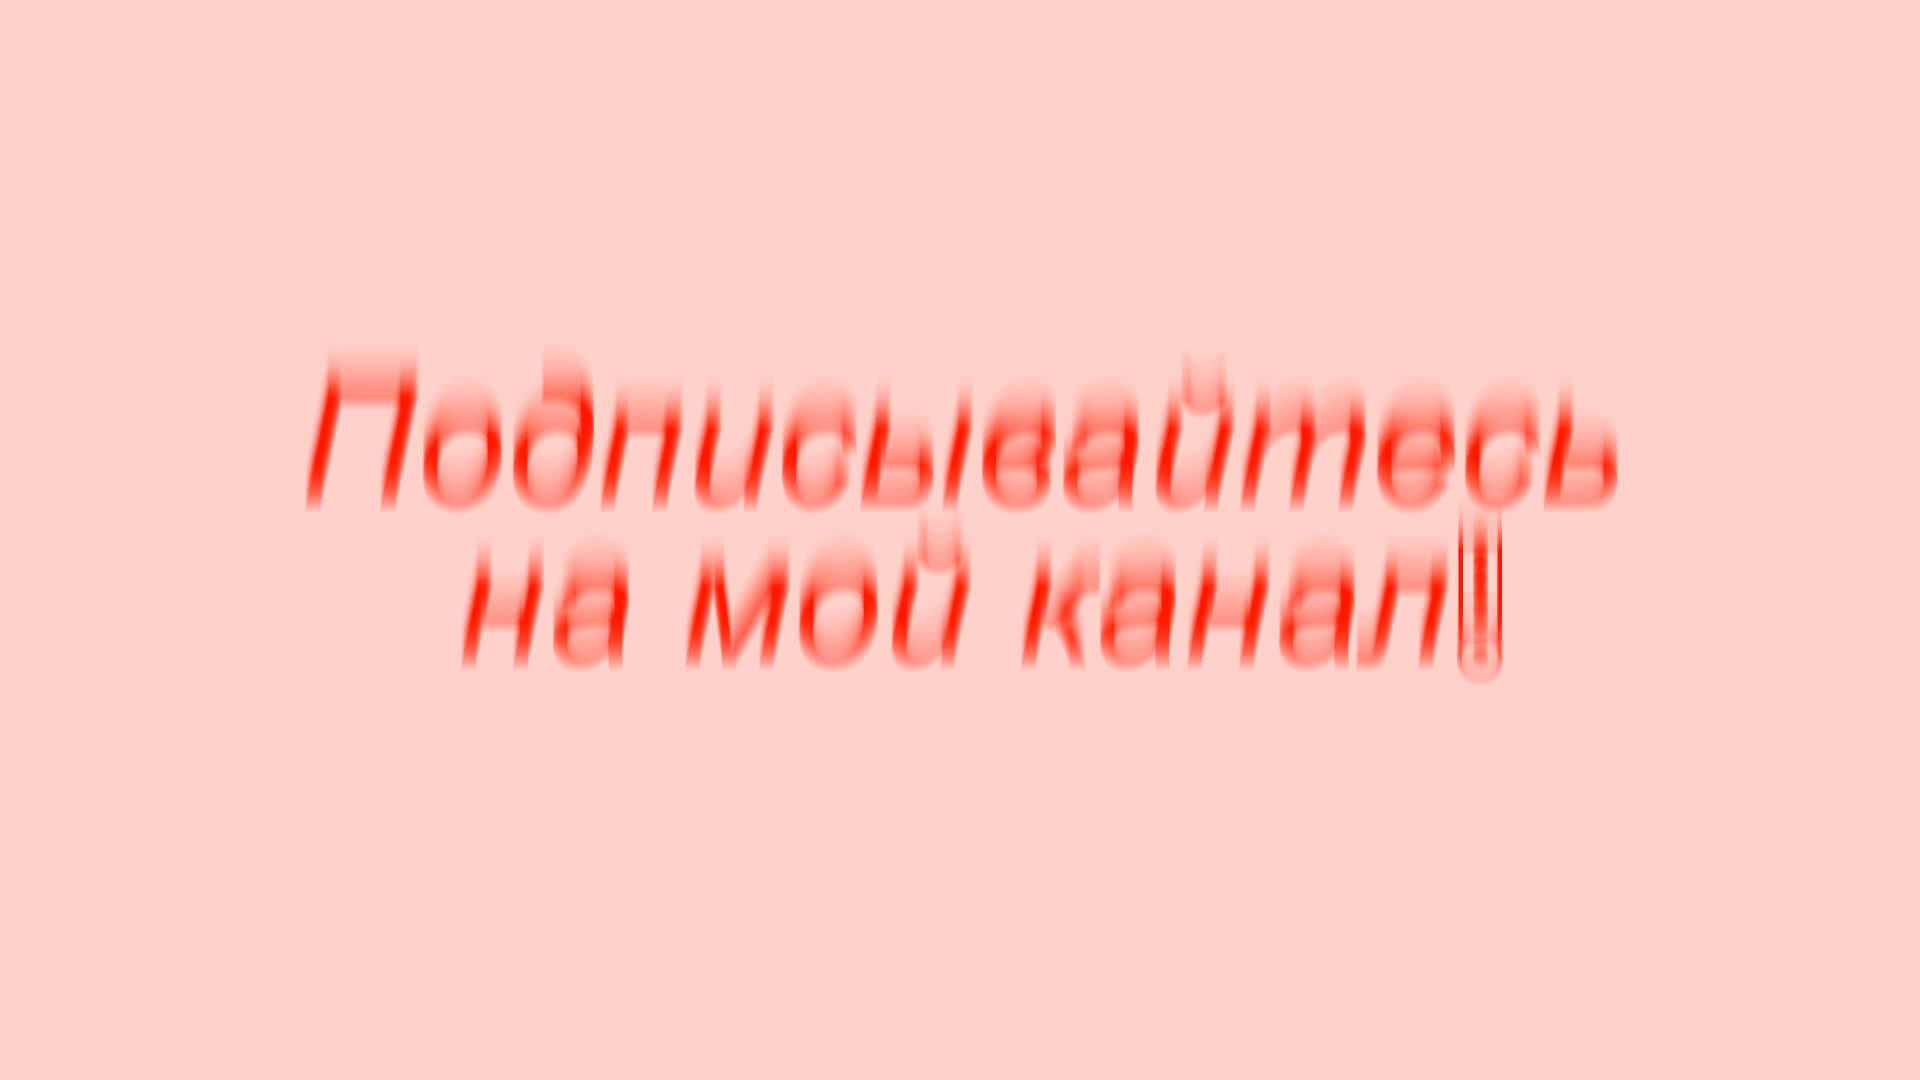 Подписывайтесь
на мой канал